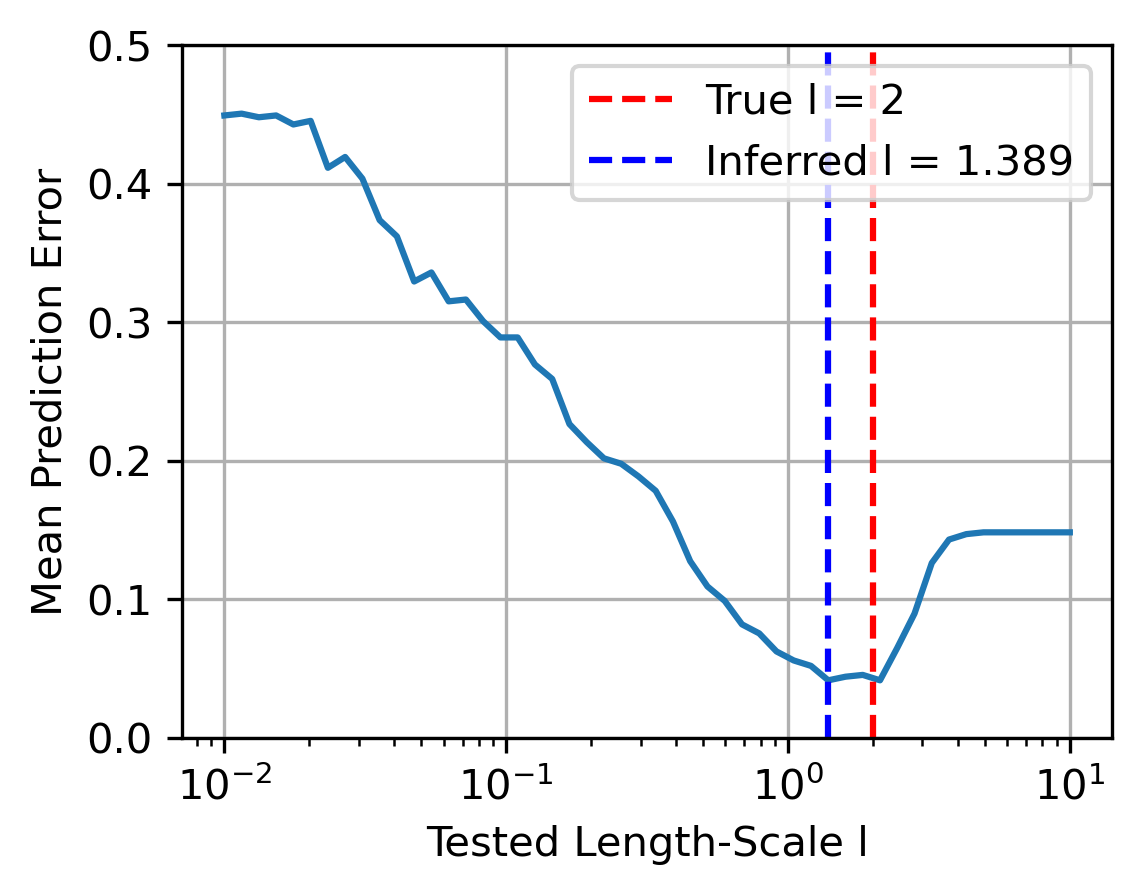 0.5
0.4
0.3
0.2
0.1
0.0
Mean Prediction Error
True l = 2
Inferred l = 1.389
10⁻²
10⁻¹
10⁰
10¹
Tested Length-Scale l